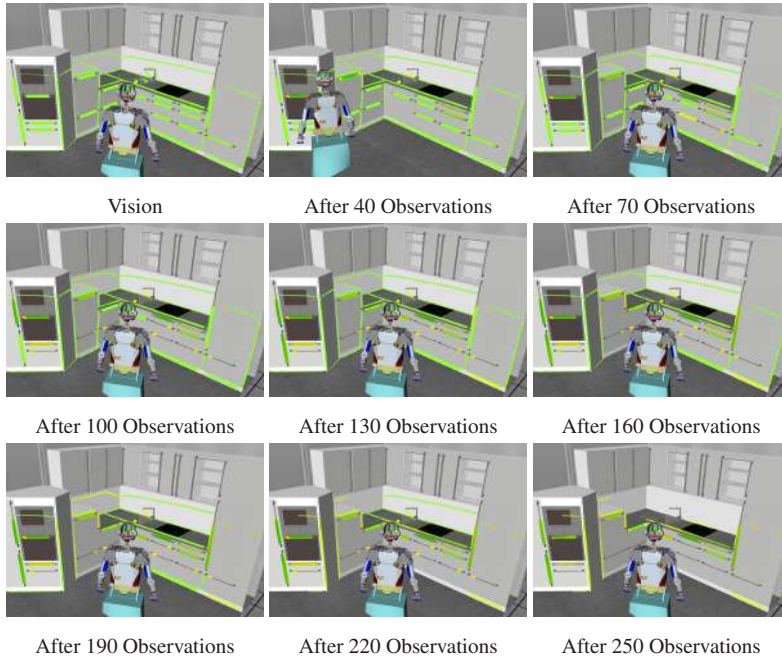 Vision
After 40 Observations
After 70 Observations
After 100 Observations
After 130 Observations
After 160 Observations
After 190 Observations
After 220 Observations
After 250 Observations